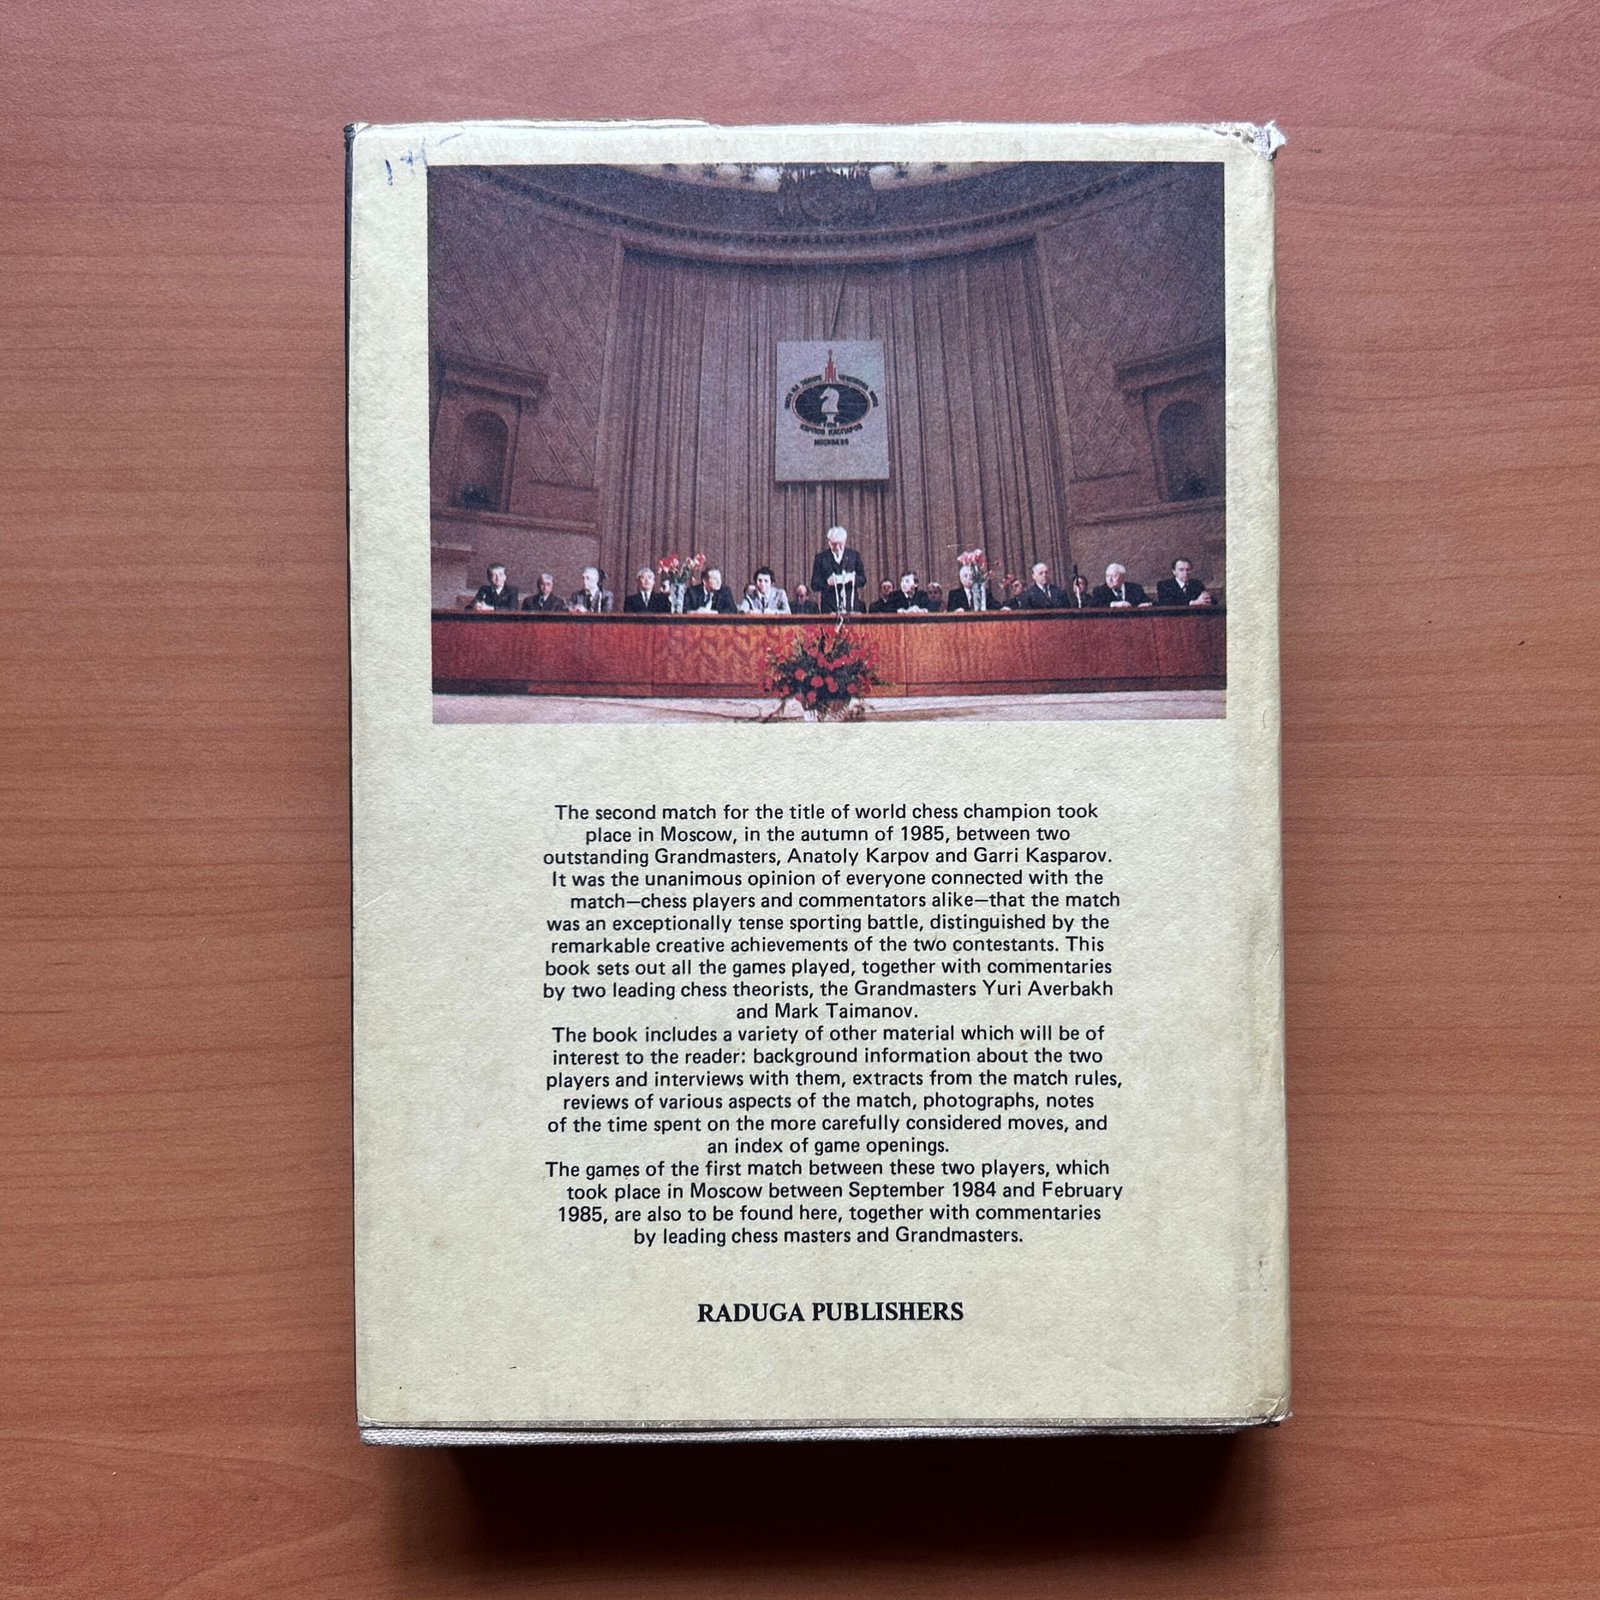 КАРПОВ КАСПАРОВ
МОСКВА 85
The second match for the title of world chess champion took
place in Moscow, in the autumn of 1985, between two
outstanding Grandmasters, Anatoly Karpov and Garri Kasparov.
It was the unanimous opinion of everyone connected with the
match—chess players and commentators alike—that the match
was an exceptionally tense sporting battle, distinguished by the
remarkable creative achievements of the two contestants. This
book sets out all the games played, together with commentaries
by two leading chess theorists, the Grandmasters Yuri Averbakh
and Mark Taimanov.
The book includes a variety of other material which will be of
interest to the reader: background information about the two
players and interviews with them, extracts from the match rules,
reviews of various aspects of the match, photographs, notes
of the time spent on the more carefully considered moves, and
an index of game openings.
The games of the first match between these two players, which
took place in Moscow between September 1984 and February
1985, are also to be found here, together with commentaries
by leading chess masters and Grandmasters.
RADUGA PUBLISHERS